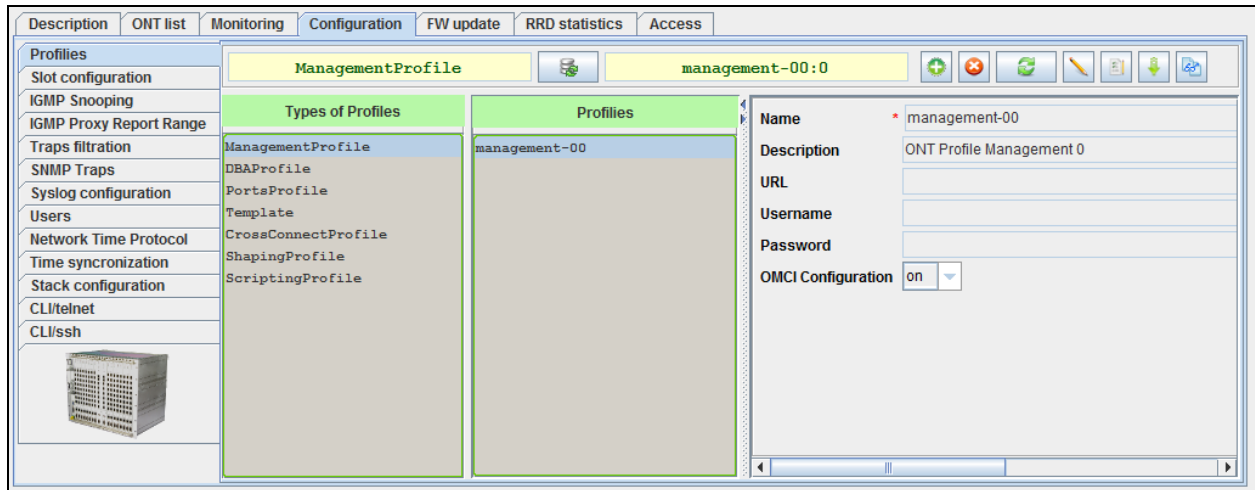 Description ONT list Monitoring Configuration FW update RRD statistics Access
Profilies
Slot configuration
IGMP Snooping
IGMP Proxy Report Range
Traps filtration
SNMP Traps
Syslog configuration
Users
Network Time Protocol
Time syncronization
Stack configuration
CLI/telnet
CLI/ssh
ManagementProfile management-00:0
Types of Profiles
ManagementProfile
DBAProfile
PortsProfile
Template
CrossConnectProfile
ShapingProfile
ScriptingProfile
Profilies
management-00
Name * management-00
Description ONT Profile Management 0
URL
Username
Password
OMCI Configuration on